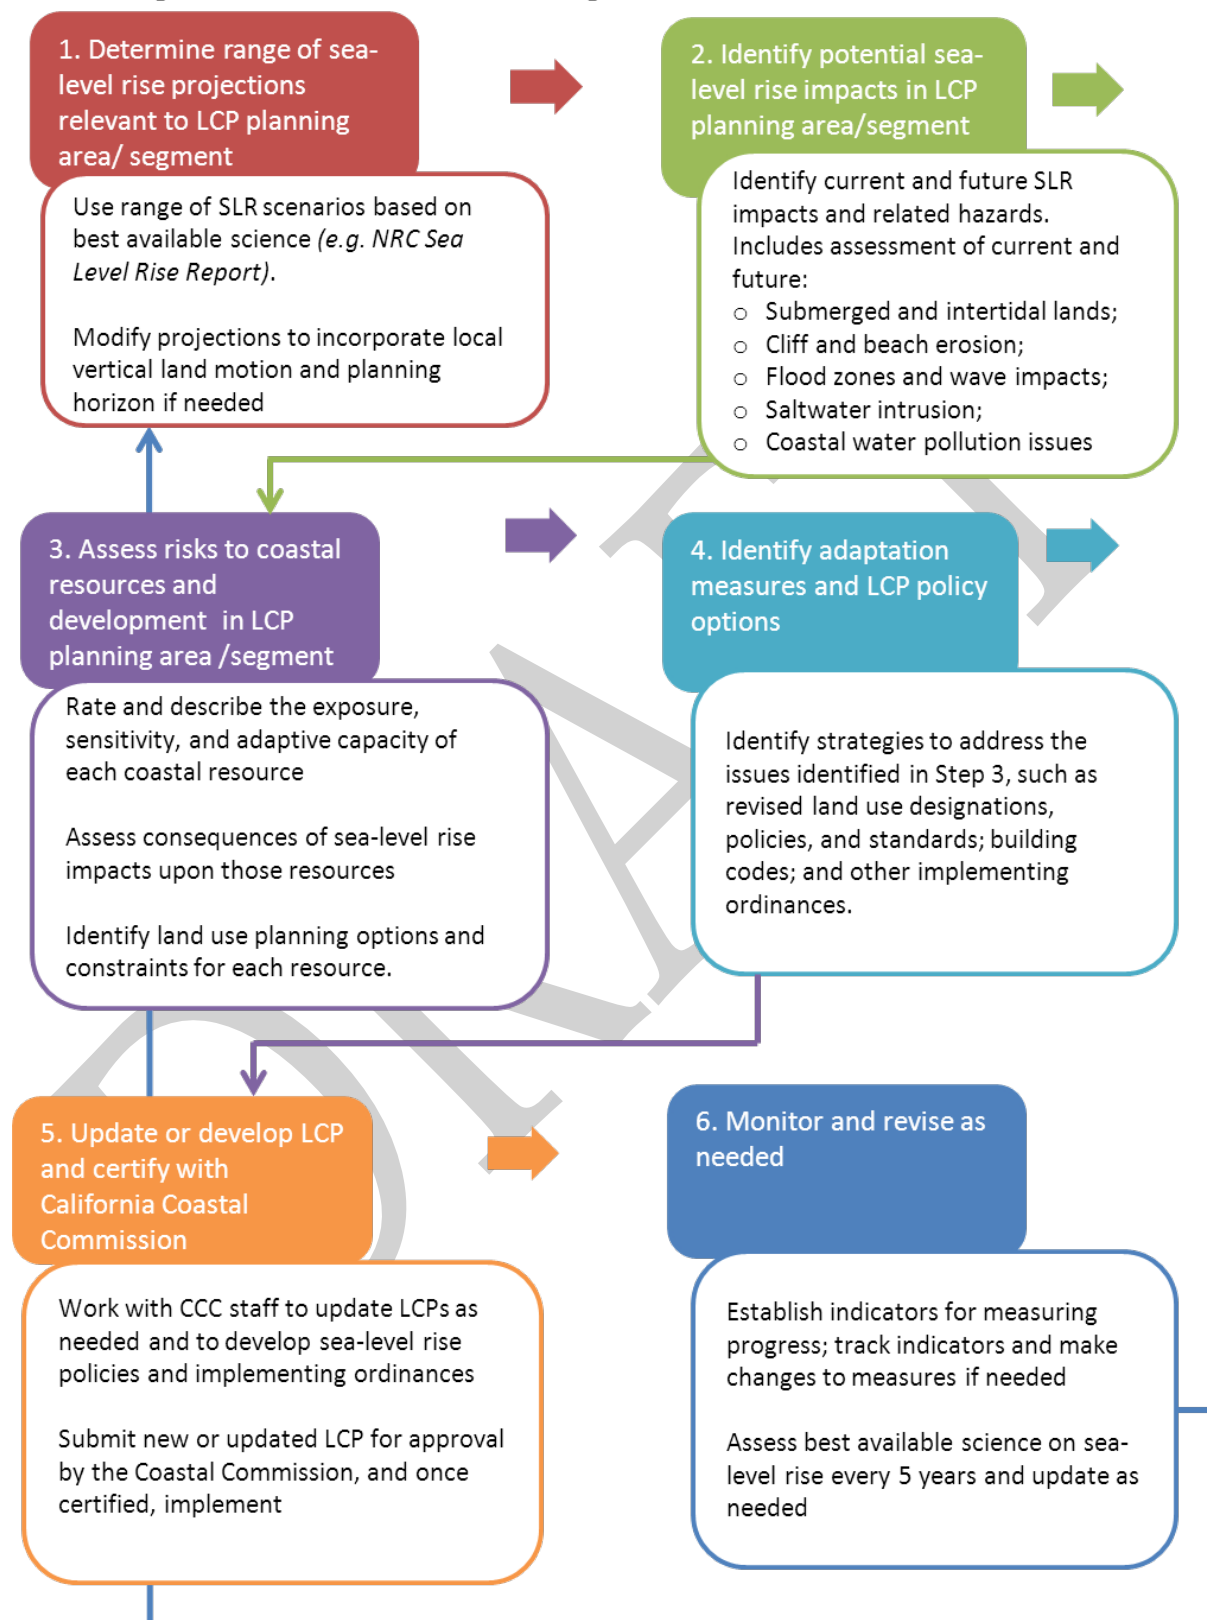 1. Determine range of sea-
level rise projections
relevant to LCP planning
area/ segment
Use range of SLR scenarios based on
best available science (e.g. NRC Sea
Level Rise Report).
Modify projections to incorporate local
vertical land motion and planning
horizon if needed
2. Identify potential sea-
level rise impacts in LCP
planning area/segment
Identify current and future SLR
impacts and related hazards.
Includes assessment of current and
future:
o Submerged and intertidal lands;
o Cliff and beach erosion;
o Flood zones and wave impacts;
o Saltwater intrusion;
o Coastal water pollution issues
3. Assess risks to coastal
resources and
development in LCP
planning area /segment
Rate and describe the exposure,
sensitivity, and adaptive capacity of
each coastal resource
Assess consequences of sea-level rise
impacts upon those resources
Identify land use planning options and
constraints for each resource.
4. Identify adaptation
measures and LCP policy
options
Identify strategies to address the
issues identified in Step 3, such as
revised land use designations,
policies, and standards; building
codes; and other implementing
ordinances.
5. Update or develop LCP
and certify with
California Coastal
Commission
Work with CCC staff to update LCPs as
needed and to develop sea-level rise
policies and implementing ordinances
Submit new or updated LCP for approval
by the Coastal Commission, and once
certified, implement
6. Monitor and revise as
needed
Establish indicators for measuring
progress; track indicators and make
changes to measures if needed
Assess best available science on sea-
level rise every 5 years and update as
needed
DRAFT